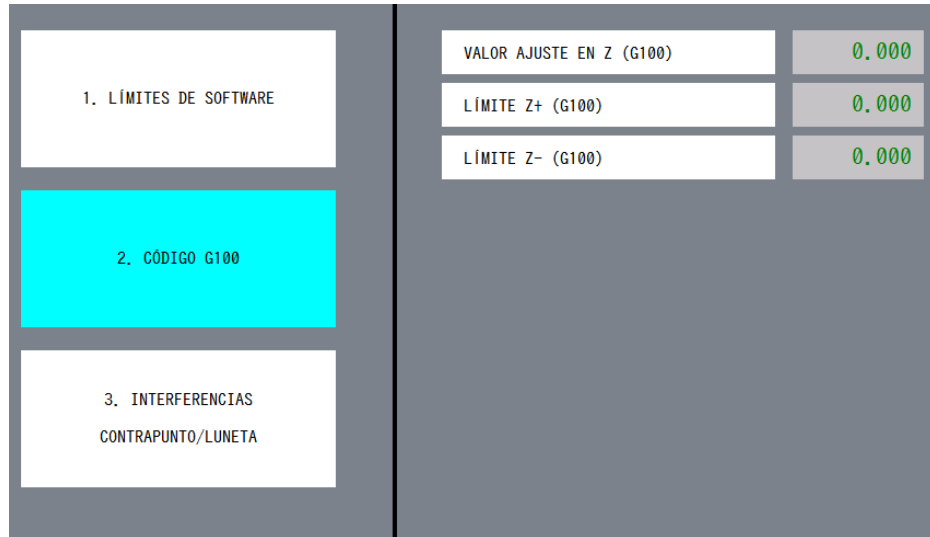 1. LÍMITES DE SOFTWARE
2. CÓDIGO G100
3. INTERFERENCIAS
CONTRAPUNTO/LUNETA
VALOR AJUSTE EN Z (G100) 0.000
LÍMITE Z+ (G100) 0.000
LÍMITE Z- (G100) 0.000